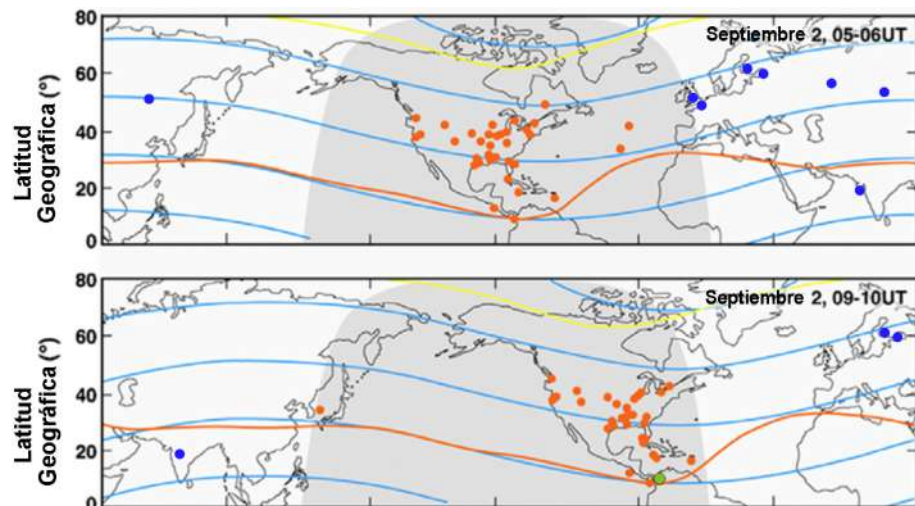 80
60
40
20
0
Latitud
Geográfica (°)
Septiembre 2, 05-06UT
80
60
40
20
0
Latitud
Geográfica (°)
Septiembre 2, 09-10UT